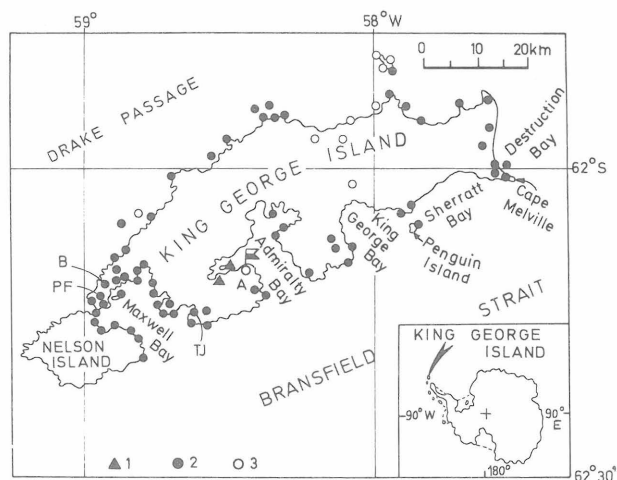 59°
58°W
0
10
20km
DRAKE PASSAGE
KING GEORGE ISLAND
Destruction
Bay
62°S
Cape
Melville
Sherratt
Bay
King
George
Bay
Penguin
Island
Admiralty
Bay
A
B
PF
Maxwell
Bay
TJ
NELSON
ISLAND
BRANSFIELD STRAIT
KING GEORGE
ISLAND
90°W
90°
E
180°
1
2
3
62°30'